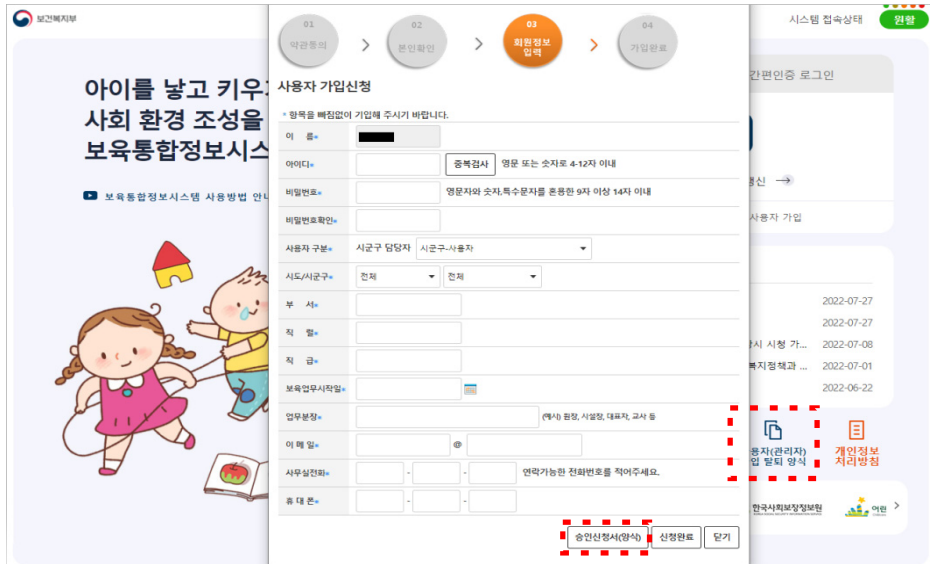 보건복지부
시스템 접속상태 원활
아이를 낳고 키우
사회 환경 조성을
보육통합정보시스
보육통합정보시스템 사용방법 안
01 02 03 04
약관동의 본인확인 회원정보 입력 가입완료
사용자 가입신청
* 항목을 빠짐없이 기입해 주시기 바랍니다.
이 름*
아이디* 중복검사 영문 또는 숫자로 4-12자 이내
비밀번호* 영문자와 숫자,특수문자를 혼용한 9자 이상 14자 이내
비밀번호확인*
사용자 구분* 시군구 담당자 시군구-사용자
시도/시군구* 전체 전체
부 서*
직 렬*
직 급*
보육업무시작일*
업무분장* (예시) 원장, 시설장, 대표자, 교사 등
이 메 일* @
사무실전화* - - 연락가능한 전화번호를 적어주세요.
휴 대 폰* - -
승인신청서(양식) 신청완료 닫기
간편인증 로그인
갱신
사용자 가입
2022-07-27
2022-07-27
시 시청 가... 2022-07-08
복지정책과 ... 2022-07-01
2022-06-22
용자(관리자)
입 탈퇴 양식
개인정보
처리방침
한국사회보장정보원 어린